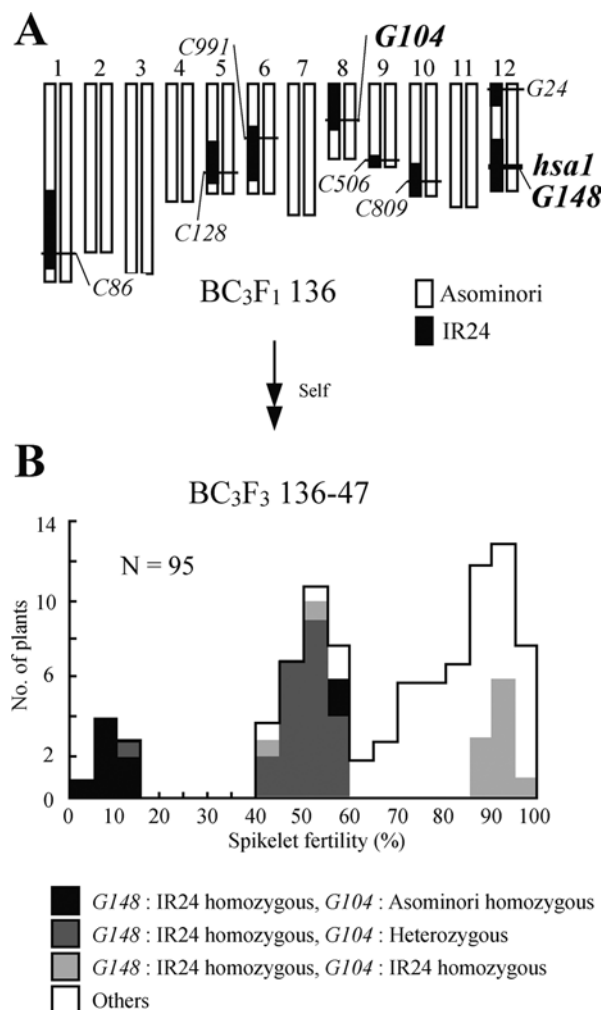 A
C991
G104
1 2 3 4 5 6 7 8 9 10 11 12
G24
C506
C809
hsa1
G148
C128
C86
BC3F1 136
Asominori
IR24
Self
B
BC3F3 136-47
N = 95
No. of plants
14
10
6
2
0
0 10 20 30 40 50 60 70 80 90 100
Spikelet fertility (%)
G148 : IR24 homozygous, G104 : Asominori homozygous
G148 : IR24 homozygous, G104 : Heterozygous
G148 : IR24 homozygous, G104 : IR24 homozygous
Others